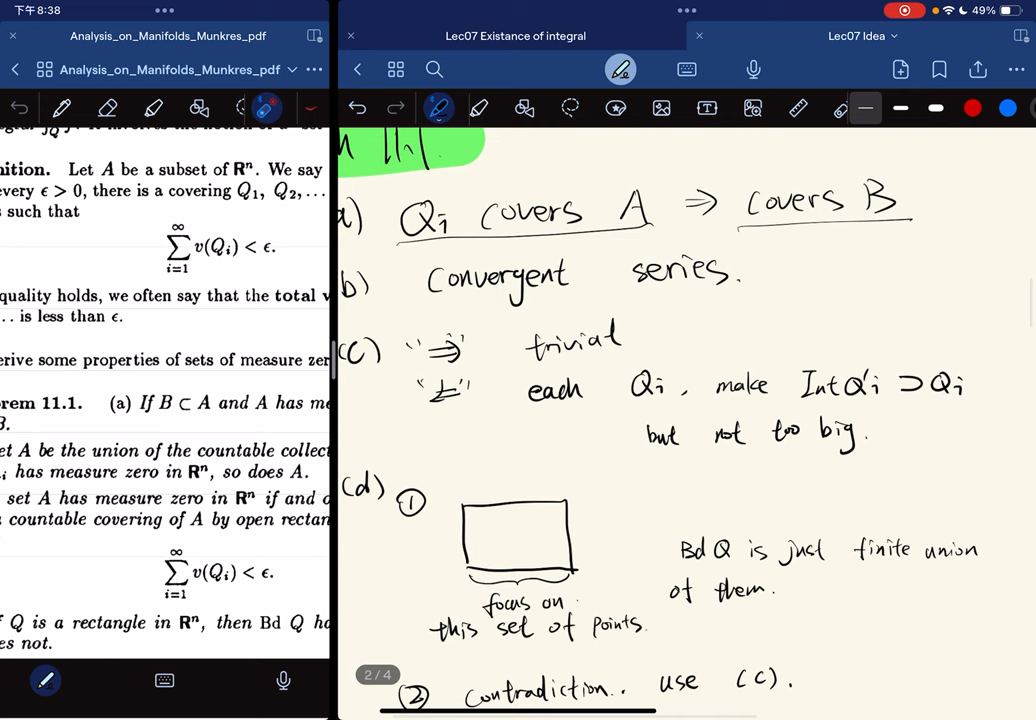 下午8:38
49%
Analysis_on_Manifolds_Munkres_pdf
Lec07 Existance of integral
Lec07 Idea
Analysis_on_Manifolds_Munkres_pdf
nition. Let A be a subset of Rⁿ. We say
every ϵ > 0, there is a covering Q₁, Q₂, . . .
s such that
∞
∑ v(Qᵢ) < ϵ.
i=1
quality holds, we often say that the total v
. . is less than ϵ.
erive some properties of sets of measure zer
orem 11.1. (a) If B ⊂ A and A has me
B.
et A be the union of the countable collect
ᵢ has measure zero in Rⁿ, so does A.
set A has measure zero in Rⁿ if and o
countable covering of A by open rectan
∞
∑ v(Qᵢ) < ϵ.
i=1
f Q is a rectangle in Rⁿ, then Bd Q ha
oes not.
m 11.1.
a) Qi covers A ⇒ covers B
b) Convergent series.
(c) "⇒" trivial
"⇐" each Qi, make Int Q'i ⊃ Qi
but not too big.
(d) ①
focus on
this set of points.
Bd Q is just finite union
of them.
② contradiction.. use (c).
2 / 4